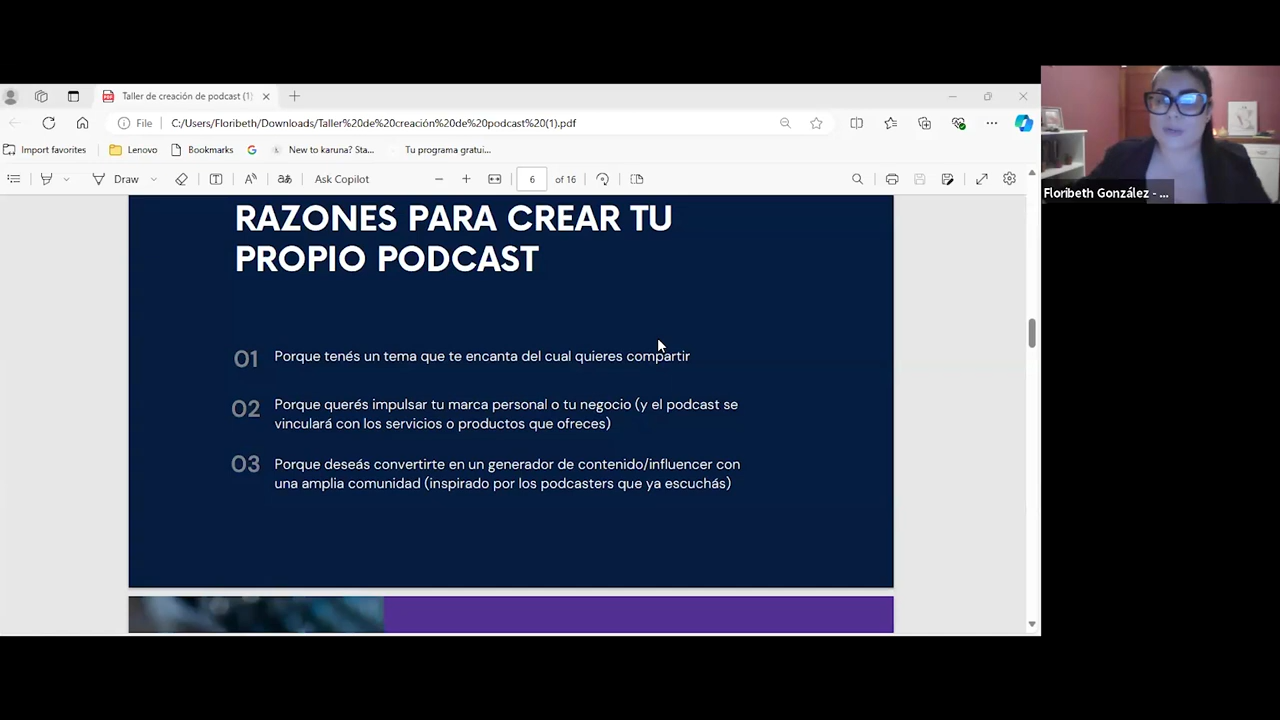 Taller de creación de podcast (1)
File
C:/Users/Floribeth/Downloads/Taller%20de%20creación%20de%20podcast%20(1).pdf
Import favorites
Lenovo
Bookmarks
New to karuna? Sta...
Tu programa gratui...
Draw
Ask Copilot
6
of 16
RAZONES PARA CREAR TU
PROPIO PODCAST
01
Porque tenés un tema que te encanta del cual quieres compartir
02
Porque querés impulsar tu marca personal o tu negocio (y el podcast se
vinculará con los servicios o productos que ofreces)
03
Porque deseás convertirte en un generador de contenido/influencer con
una amplia comunidad (inspirado por los podcasters que ya escuchás)
Floribeth González - ...